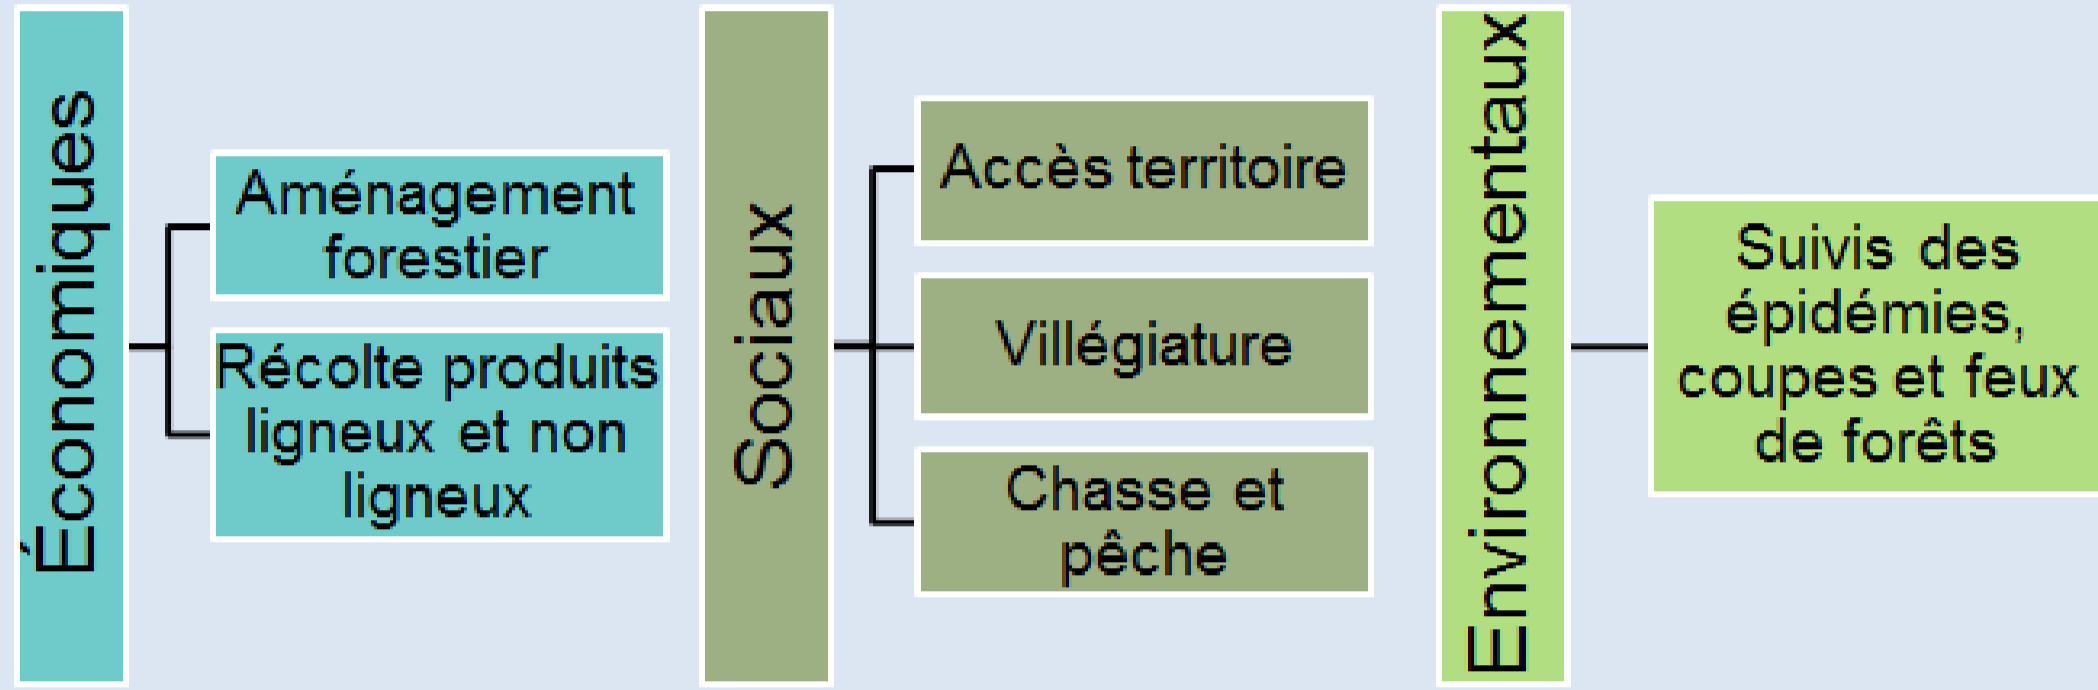 Économiques
Aménagement
forestier
Récolte produits
ligneux et non
ligneux
Sociaux
Accès territoire
Villégiature
Chasse et
pêche
Environnementaux
Suivis des
épidémies,
coupes et feux
de forêts